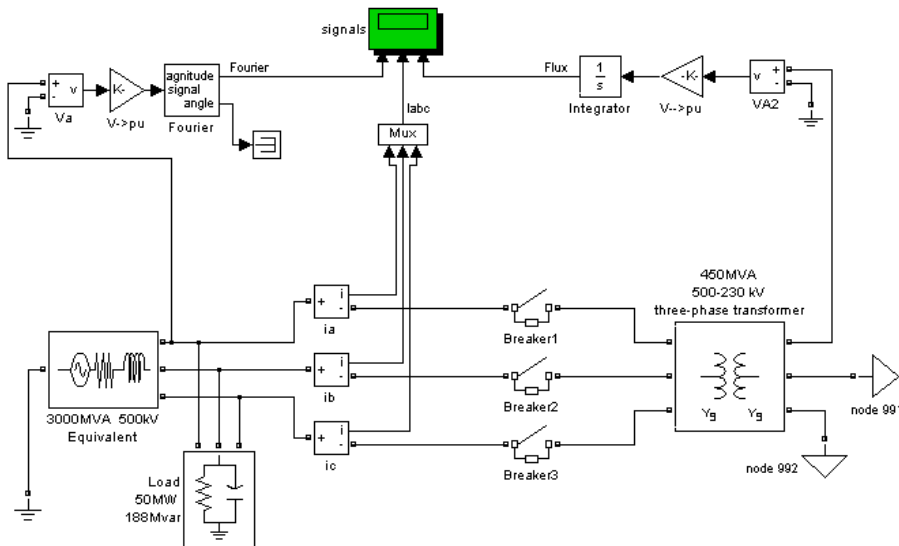 signals
Fourier
Flux
+
-
v
Va
K-
V->pu
agnitude
signal
angle
Fourier
Iabc
Mux
1
s
Integrator
-K-
V-->pu
v
+
-
VA2
450MVA
500-230 kV
three-phase transformer
+
i
-
ia
Breaker1
+
i
-
ib
Breaker2
+
i
-
ic
Breaker3
Yg
Yg
node 991
node 992
3000MVA 500kV
Equivalent
Load
50MW
188Mvar